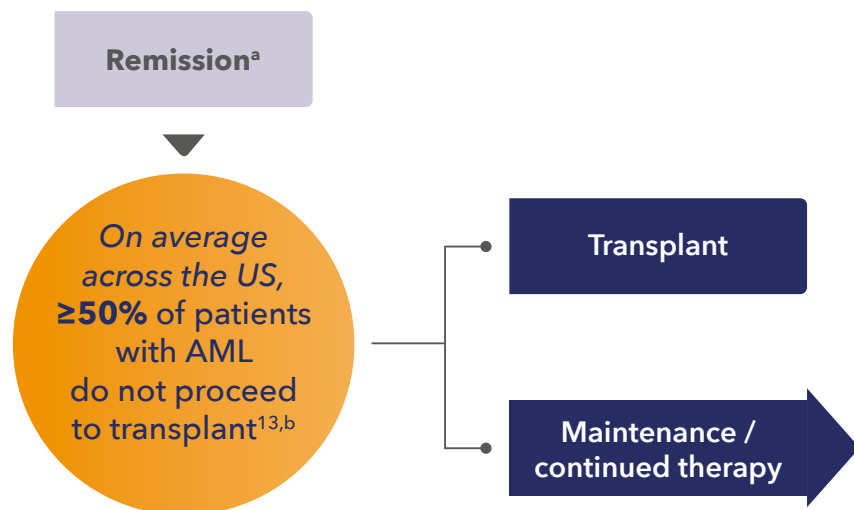 Remissionᵃ
On average
across the US,
≥50% of patients
with AML
do not proceed
to transplant¹³,ᵇ
Transplant
Maintenance /
continued therapy